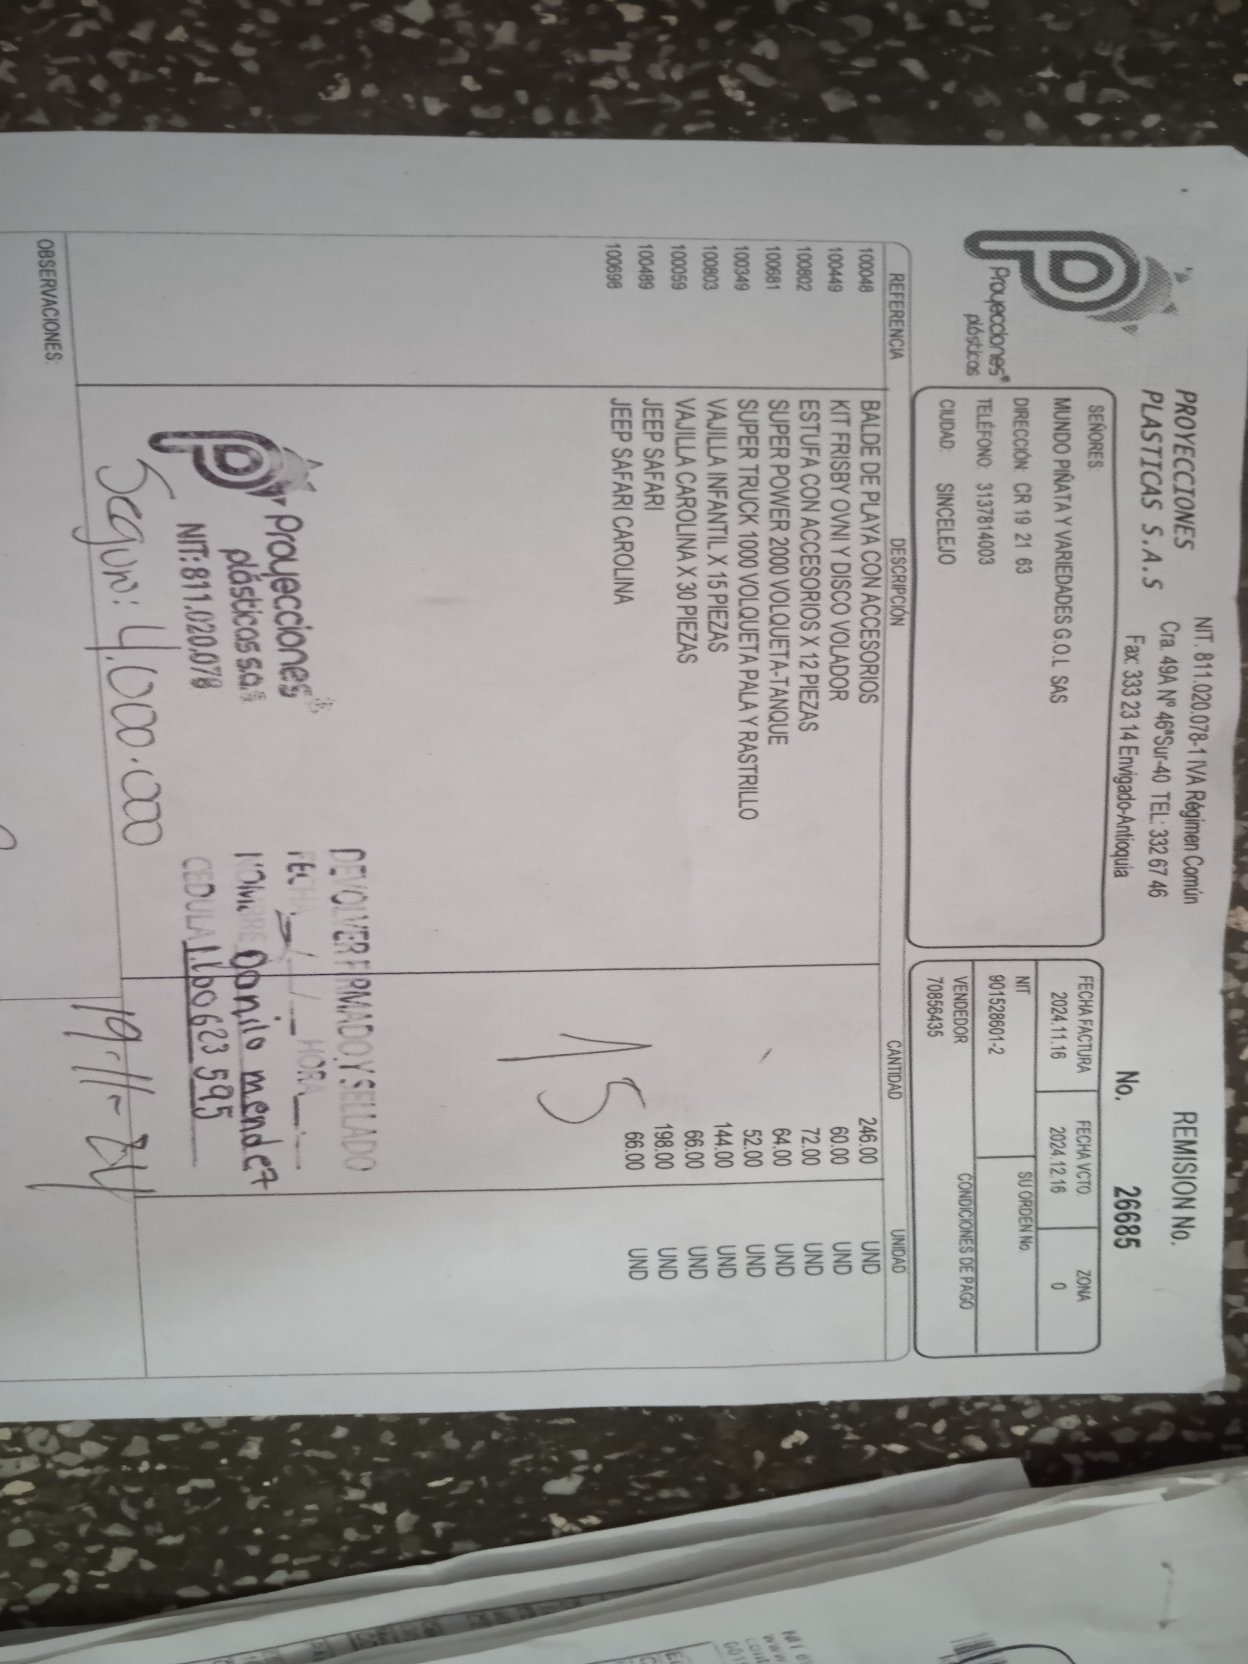 PROYECCIONES
PLASTICAS S.A.S
NIT. 811.020.078-1 IVA Régimen Común
Cra. 49A Nº 46ªSur-40 TEL: 332 67 46
Fax: 333 23 14 Envigado-Antioquia
REMISION No.
No. 26685
Proyecciones®
plásticas
SEÑORES:
MUNDO PIÑATA Y VARIEDADES G.O.L SAS
DIRECCIÓN CR 19 21 63
TELÉFONO: 3137814003
CIUDAD: SINCELEJO
FECHA FACTURA FECHA VCTO ZONA
2024.11.16 2024.12.16 0
NIT SU ORDEN No
901528601-2
VENDEDOR CONDICIONES DE PAGO
70856435
REFERENCIA DESCRIPCIÓN CANTIDAD UNIDAD
100048 BALDE DE PLAYA CON ACCESORIOS 246.00 UND
100449 KIT FRISBY OVNI Y DISCO VOLADOR 60.00 UND
100802 ESTUFA CON ACCESORIOS X 12 PIEZAS 72.00 UND
100681 SUPER POWER 2000 VOLQUETA-TANQUE 64.00 UND
100349 SUPER TRUCK 1000 VOLQUETA PALA Y RASTRILLO 52.00 UND
100803 VAJILLA INFANTIL X 15 PIEZAS 144.00 UND
100059 VAJILLA CAROLINA X 30 PIEZAS 66.00 UND
100489 JEEP SAFARI 198.00 UND
100698 JEEP SAFARI CAROLINA 66.00 UND
15
Proyecciones®
plásticas s.a.s
NIT: 811.020.078
DEVOLVER FIRMADO Y SELLADO
FECHA / / HORA
NOMBRE Danilo mendez
CEDULA 1.100623595
Seguro: 4.000.000
19-11-24
OBSERVACIONES: